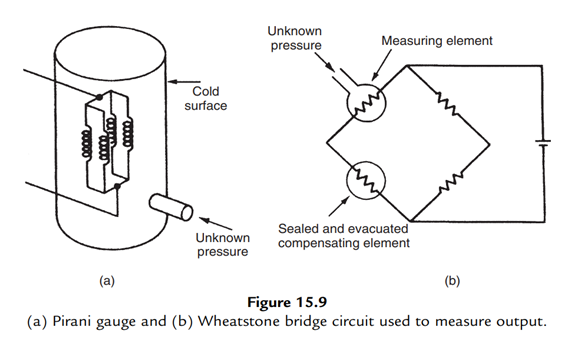 Cold
surface
Unknown
pressure
(a)
Unknown
pressure
Measuring element
Sealed and evacuated
compensating element
(b)
Figure 15.9
(a) Pirani gauge and (b) Wheatstone bridge circuit used to measure output.